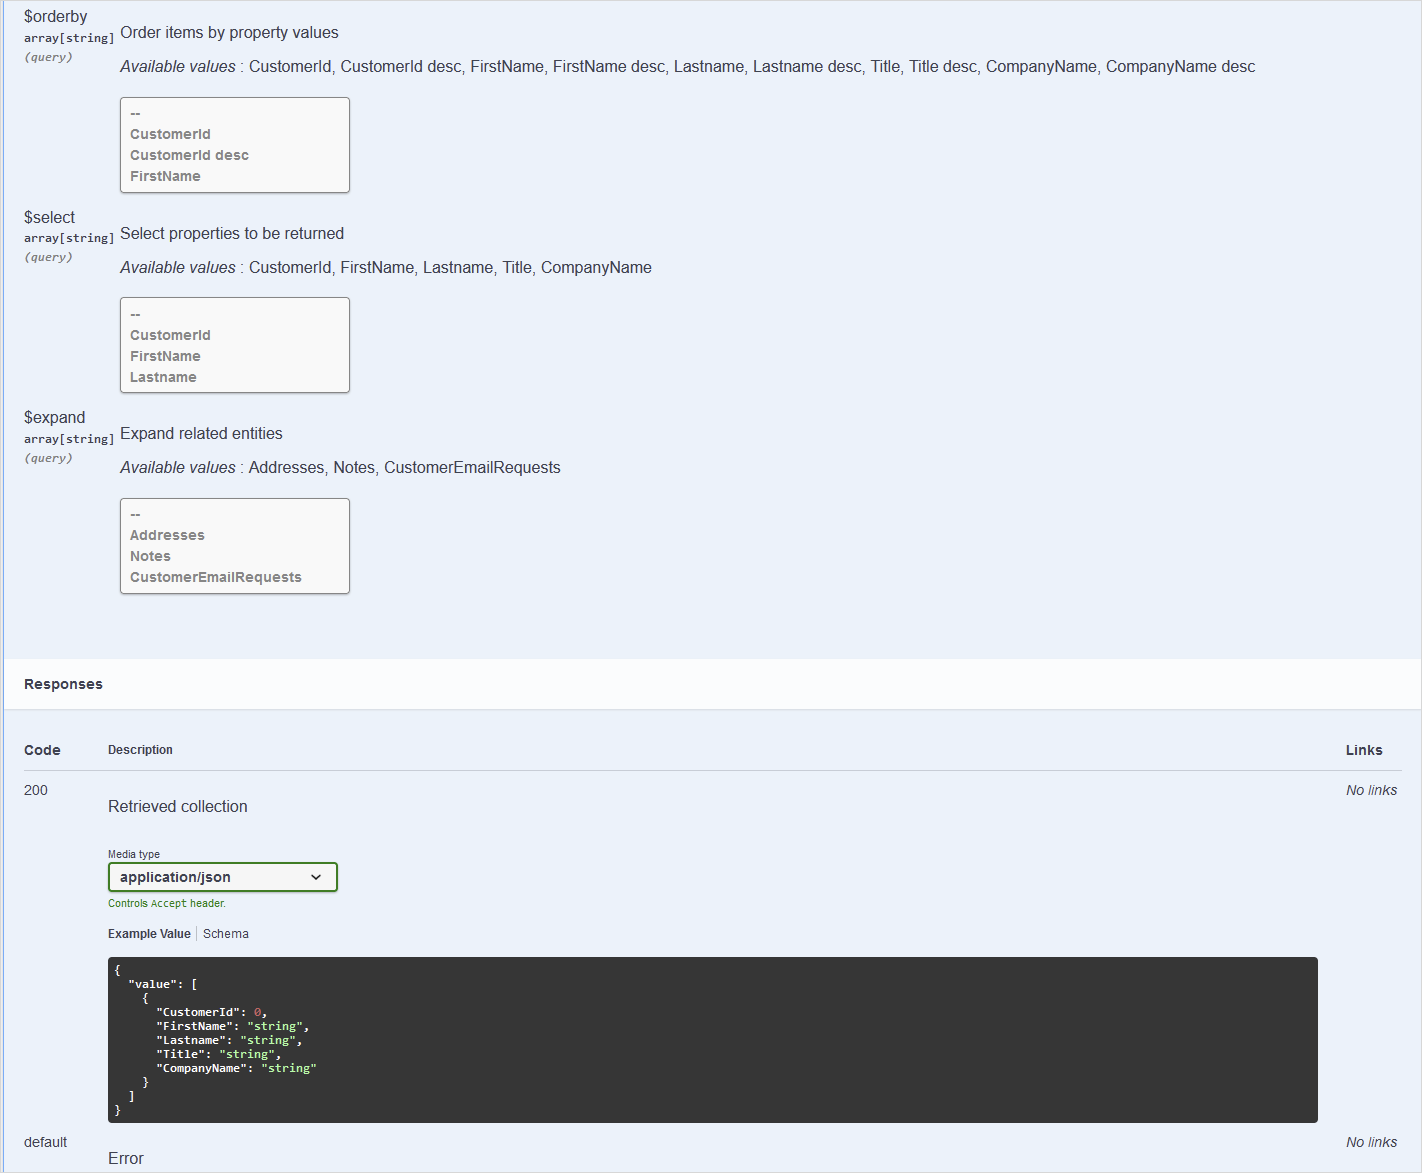 $orderby
array[string]
(query)
Order items by property values
Available values : CustomerId, CustomerId desc, FirstName, FirstName desc, Lastname, Lastname desc, Title, Title desc, CompanyName, CompanyName desc
--
CustomerId
CustomerId desc
FirstName
$select
array[string]
(query)
Select properties to be returned
Available values : CustomerId, FirstName, Lastname, Title, CompanyName
--
CustomerId
FirstName
Lastname
$expand
array[string]
(query)
Expand related entities
Available values : Addresses, Notes, CustomerEmailRequests
--
Addresses
Notes
CustomerEmailRequests
Responses
Code Description Links
200 No links
Retrieved collection
Media type
application/json
Controls Accept header.
Example Value Schema
{
  "value": [
    {
      "CustomerId": 0,
      "FirstName": "string",
      "Lastname": "string",
      "Title": "string",
      "CompanyName": "string"
    }
  ]
}
default No links
Error